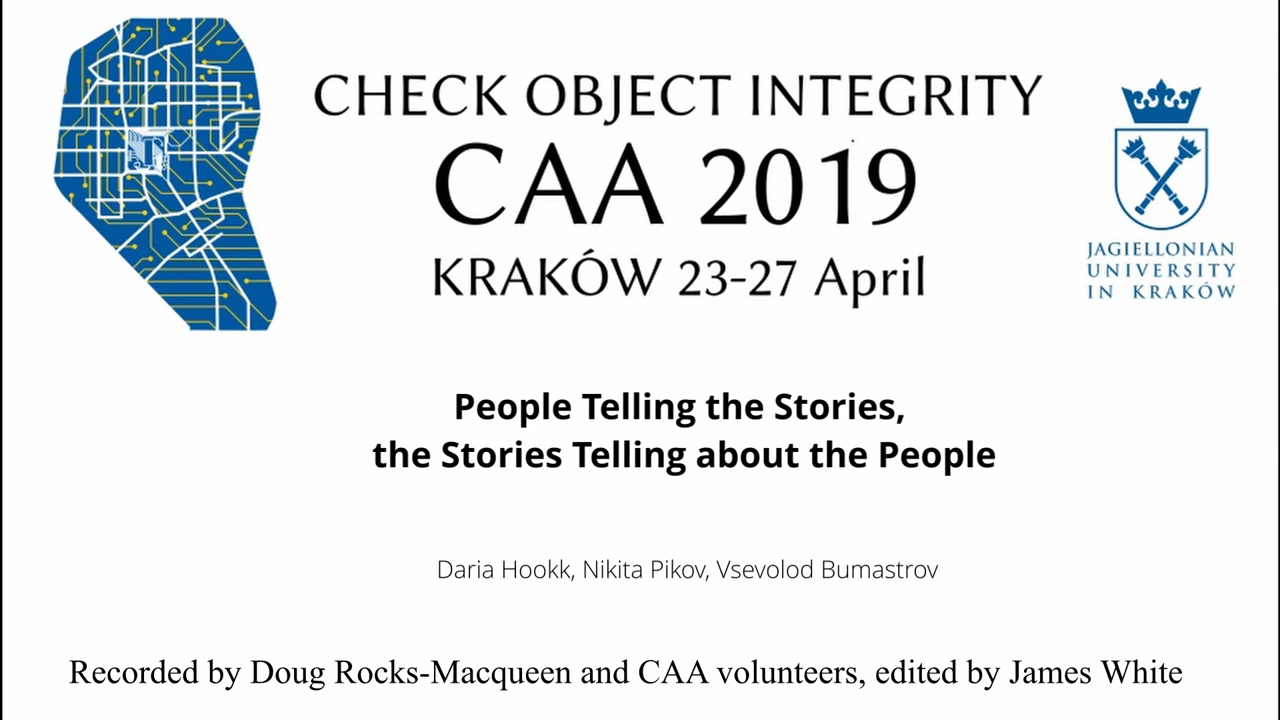 CHECK OBJECT INTEGRITY
CAA 2019
KRAKÓW 23-27 April
JAGIELLONIAN
UNIVERSITY
IN KRAKÓW
People Telling the Stories,
the Stories Telling about the People
Daria Hookk, Nikita Pikov, Vsevolod Bumastrov
Recorded by Doug Rocks-Macqueen and CAA volunteers, edited by James White